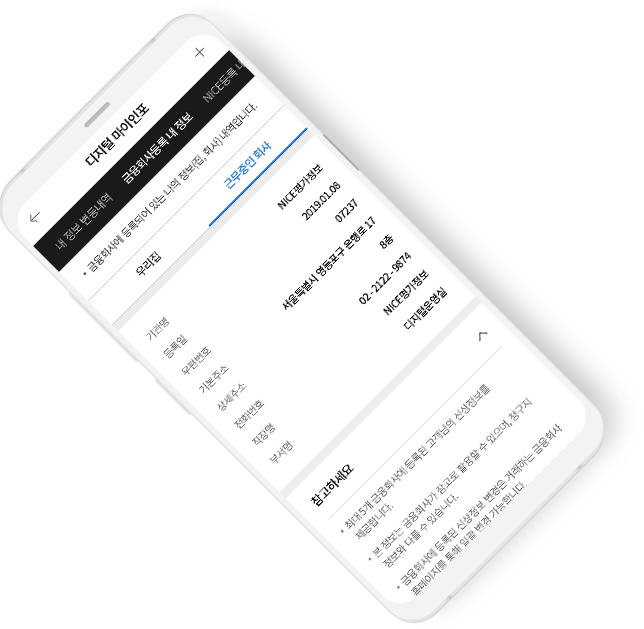 디지털 마이인포
내 정보 변동내역 금융회사등록 내 정보 NICE등록 내
• 금융회사에 등록되어 있는 나의 정보(집, 회사) 내역입니다.
우리집 근무중인 회사
기관명 NICE평가정보
등록일 2019.01.08
우편번호 07237
기본주소 서울특별시 영등포구 은행로 17
상세주소 8층
전화번호 02 - 2122 - 9874
직장명 NICE평가정보
부서명 디지털운영실
참고하세요
• 최대 5개 금융회사에 등록된 고객님의 신상정보를
제공합니다.
• 본 정보는 금융회사가 참고로 활용할 수 있으며, 청구지
정보와 다를 수 있습니다.
• 금융회사에 등록된 신상정보 변경은 거래하는 금융회사
홈페이지를 통해 일괄 변경 가능합니다.